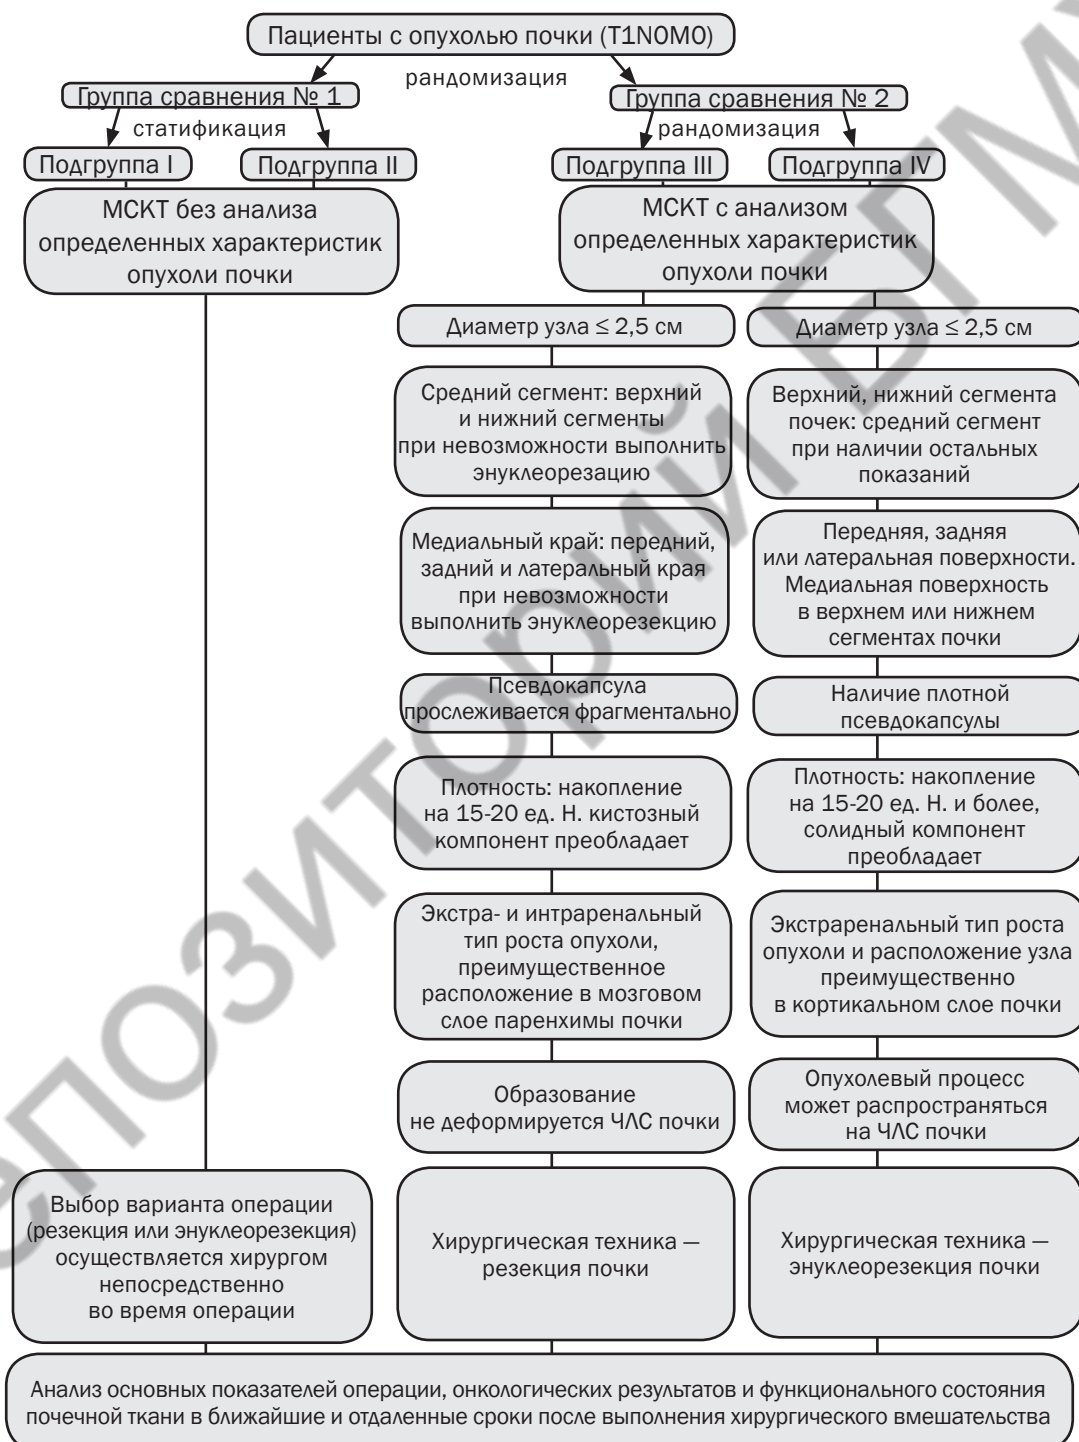 Пациенты с опухолью почки (T1N0M0)
рандомизация
Группа сравнения № 1
Группа сравнения № 2
статификация
рандомизация
Подгруппа I
Подгруппа II
Подгруппа III
Подгруппа IV
МСКТ без анализа
определенных характеристик
опухоли почки
МСКТ с анализом
определенных характеристик
опухоли почки
Диаметр узла ≤ 2,5 см
Средний сегмент: верхний
и нижний сегменты
при невозможности выполнить
энуклеорезацию
Медиальный край: передний,
задний и латеральный края
при невозможности
выполнить энуклеорезекцию
Псевдокапсула
прослеживается фрагментально
Плотность: накопление
на 15-20 ед. Н. кистозный
компонент преобладает
Экстра- и интраренальный
тип роста опухоли,
преимущественное
расположение в мозговом
слое паренхимы почки
Образование
не деформируется ЧЛС почки
Диаметр узла ≤ 2,5 см
Верхний, нижний сегмента
почек: средний сегмент
при наличии остальных
показаний
Передняя, задняя
или латеральная поверхности.
Медиальная поверхность
в верхнем или нижнем
сегментах почки
Наличие плотной
псевдокапсулы
Плотность: накопление
на 15-20 ед. Н. и более,
солидный компонент
преобладает
Экстраренальный тип роста
опухоли и расположение узла
преимущественно
в кортикальном слое почки
Опухолевый процесс
может распространяться
на ЧЛС почки
Выбор варианта операции
(резекция или энуклеорезекция)
осуществляется хирургом
непосредственно
во время операции
Хирургическая техника —
резекция почки
Хирургическая техника —
энуклеорезекция почки
Анализ основных показателей операции, онкологических результатов и функционального состояния
почечной ткани в ближайшие и отдаленные сроки после выполнения хирургического вмешательства